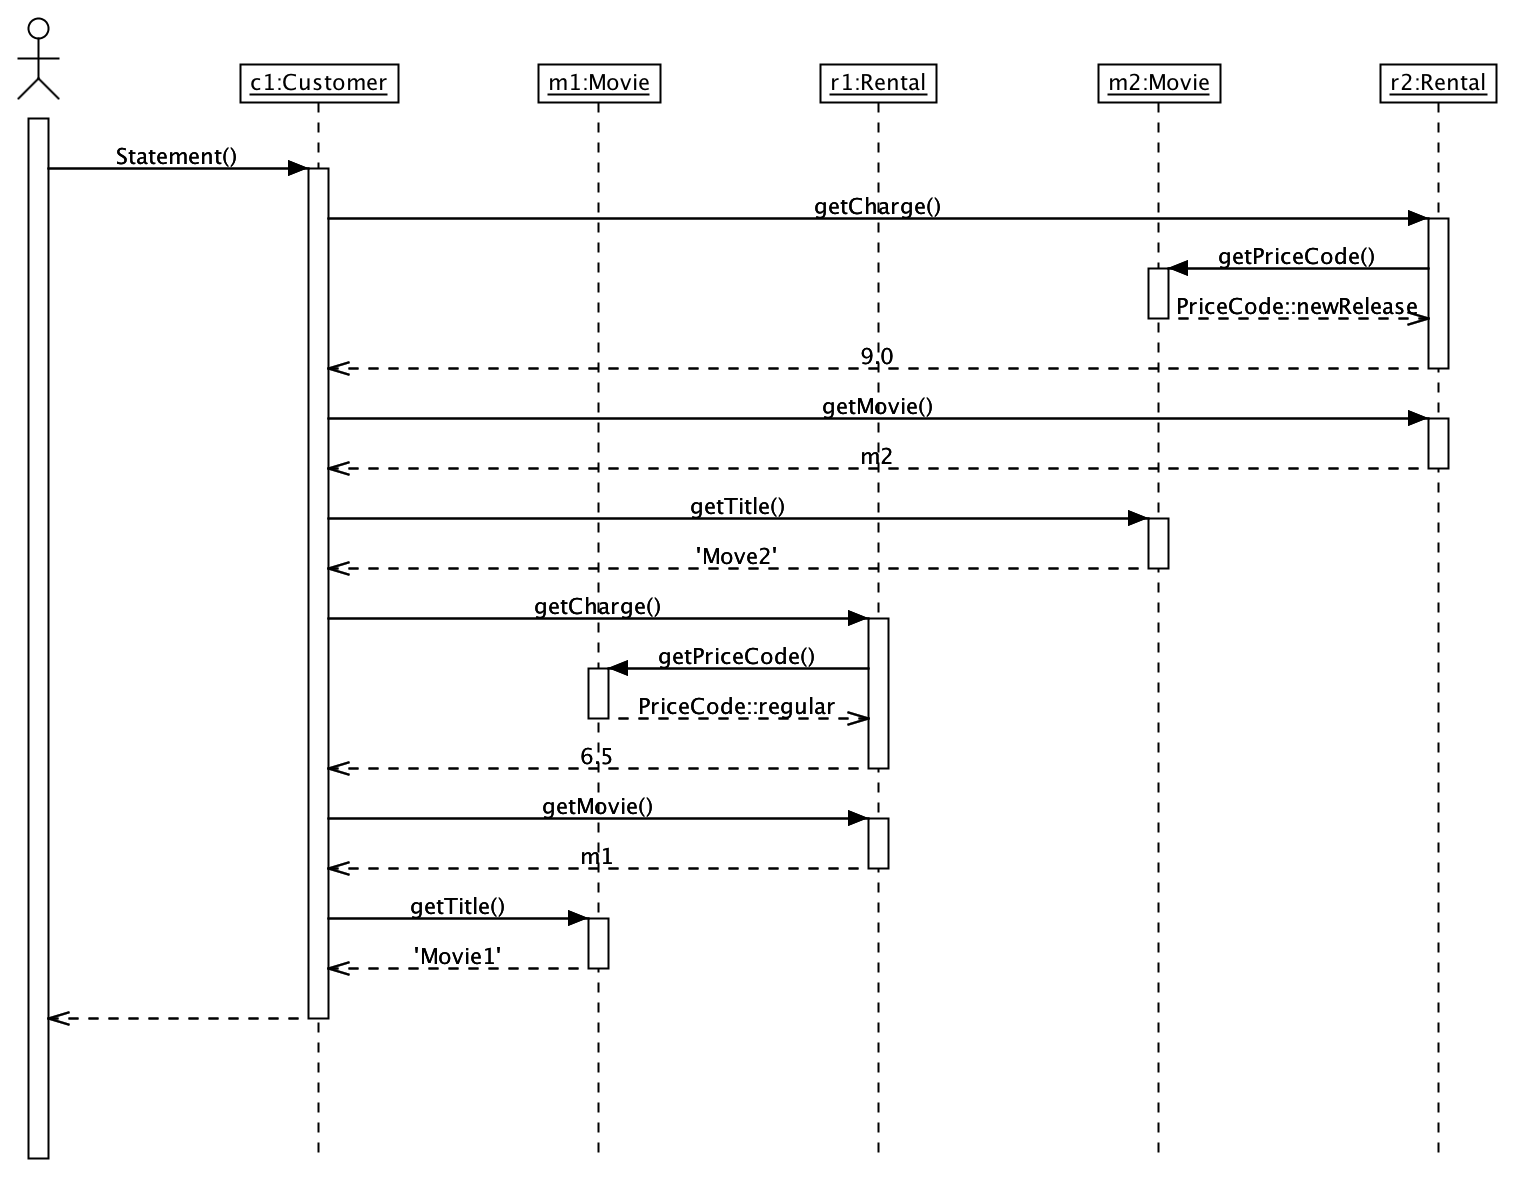 c1:Customer
m1:Movie
r1:Rental
m2:Movie
r2:Rental
Statement()
getCharge()
getPriceCode()
PriceCode::newRelease
9.0
getMovie()
m2
getTitle()
'Move2'
getCharge()
getPriceCode()
PriceCode::regular
6.5
getMovie()
m1
getTitle()
'Movie1'